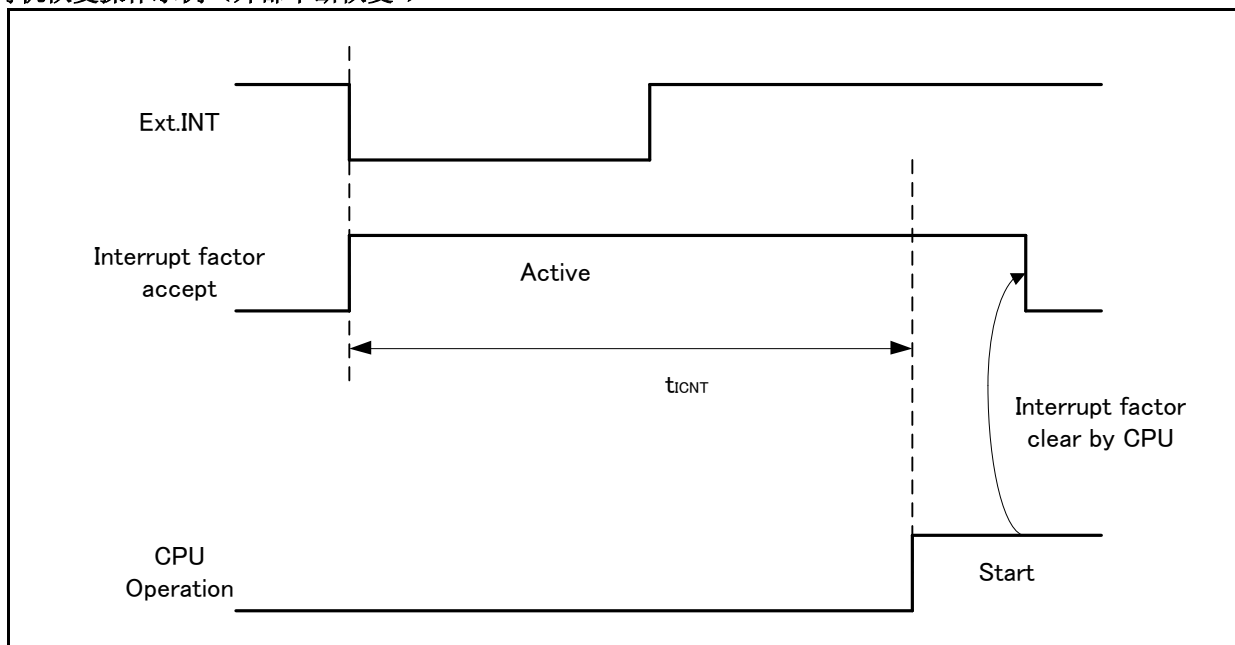 Ext.INT
Interrupt factor
accept
Active
tICNT
Interrupt factor
clear by CPU
CPU
Operation
Start